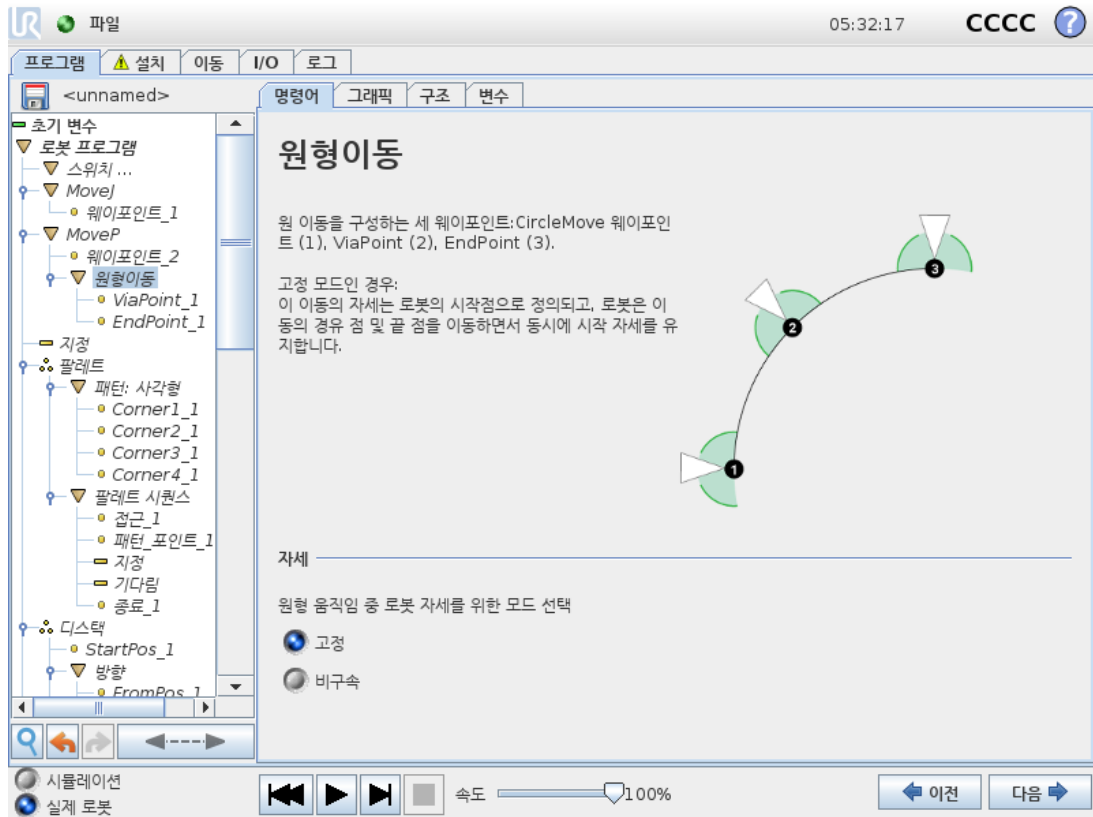 UR 파일 05:32:17 CCCC ?
프로그램 설치 이동 I/O 로그
<unnamed>
명령어 그래픽 구조 변수
초기 변수
로봇 프로그램
스위치 ...
MoveJ
웨이포인트_1
MoveP
웨이포인트_2
원형이동
ViaPoint_1
EndPoint_1
지정
팔레트
패턴: 사각형
Corner1_1
Corner2_1
Corner3_1
Corner4_1
팔레트 시퀀스
접근_1
패턴_포인트_1
지정
기다림
종료_1
디스택
StartPos_1
방향
FromPos_1
원형이동
원 이동을 구성하는 세 웨이포인트:CircleMove 웨이포인
트 (1), ViaPoint (2), EndPoint (3).
고정 모드인 경우:
이 이동의 자세는 로봇의 시작점으로 정의되고, 로봇은 이
동의 경유 점 및 끝 점을 이동하면서 동시에 시작 자세를 유
지합니다.
3
2
1
자세
원형 움직임 중 로봇 자세를 위한 모드 선택
고정
비구속
시뮬레이션
실제 로봇
속도 100%
이전 다음